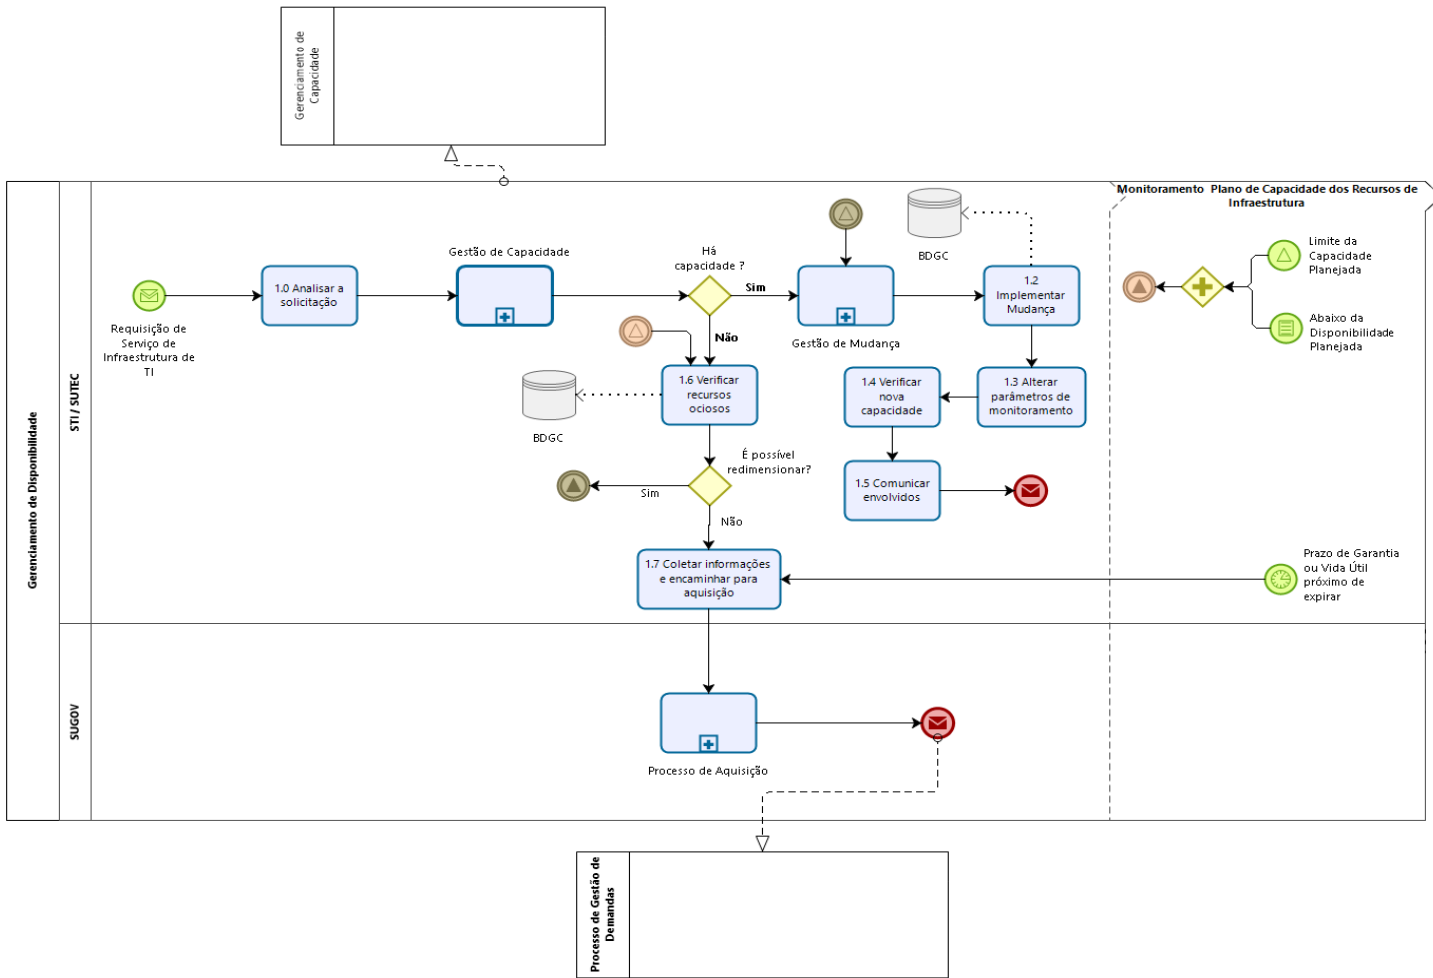 Gerenciamento de
Capacidade
Gerenciamento de Disponibilidade
STI / SUTEC
SUGOV
Monitoramento Plano de Capacidade dos Recursos de
Infraestrutura
Requisição de
Serviço de
Infraestrutura de
TI
1.0 Analisar a
solicitação
Gestão de Capacidade
Há
capacidade ?
Sim
Não
Gestão de Mudança
BDGC
1.2
Implementar
Mudança
1.3 Alterar
parâmetros de
monitoramento
1.4 Verificar
nova
capacidade
1.5 Comunicar
envolvidos
1.6 Verificar
recursos
ociosos
BDGC
É possível
redimensionar?
Sim
Não
1.7 Coletar informações
e encaminhar para
aquisição
Limite da
Capacidade
Planejada
Abaixo da
Disponibilidade
Planejada
Prazo de Garantia
ou Vida Útil
próximo de
expirar
Processo de Aquisição
Processo de Gestão de
Demandas